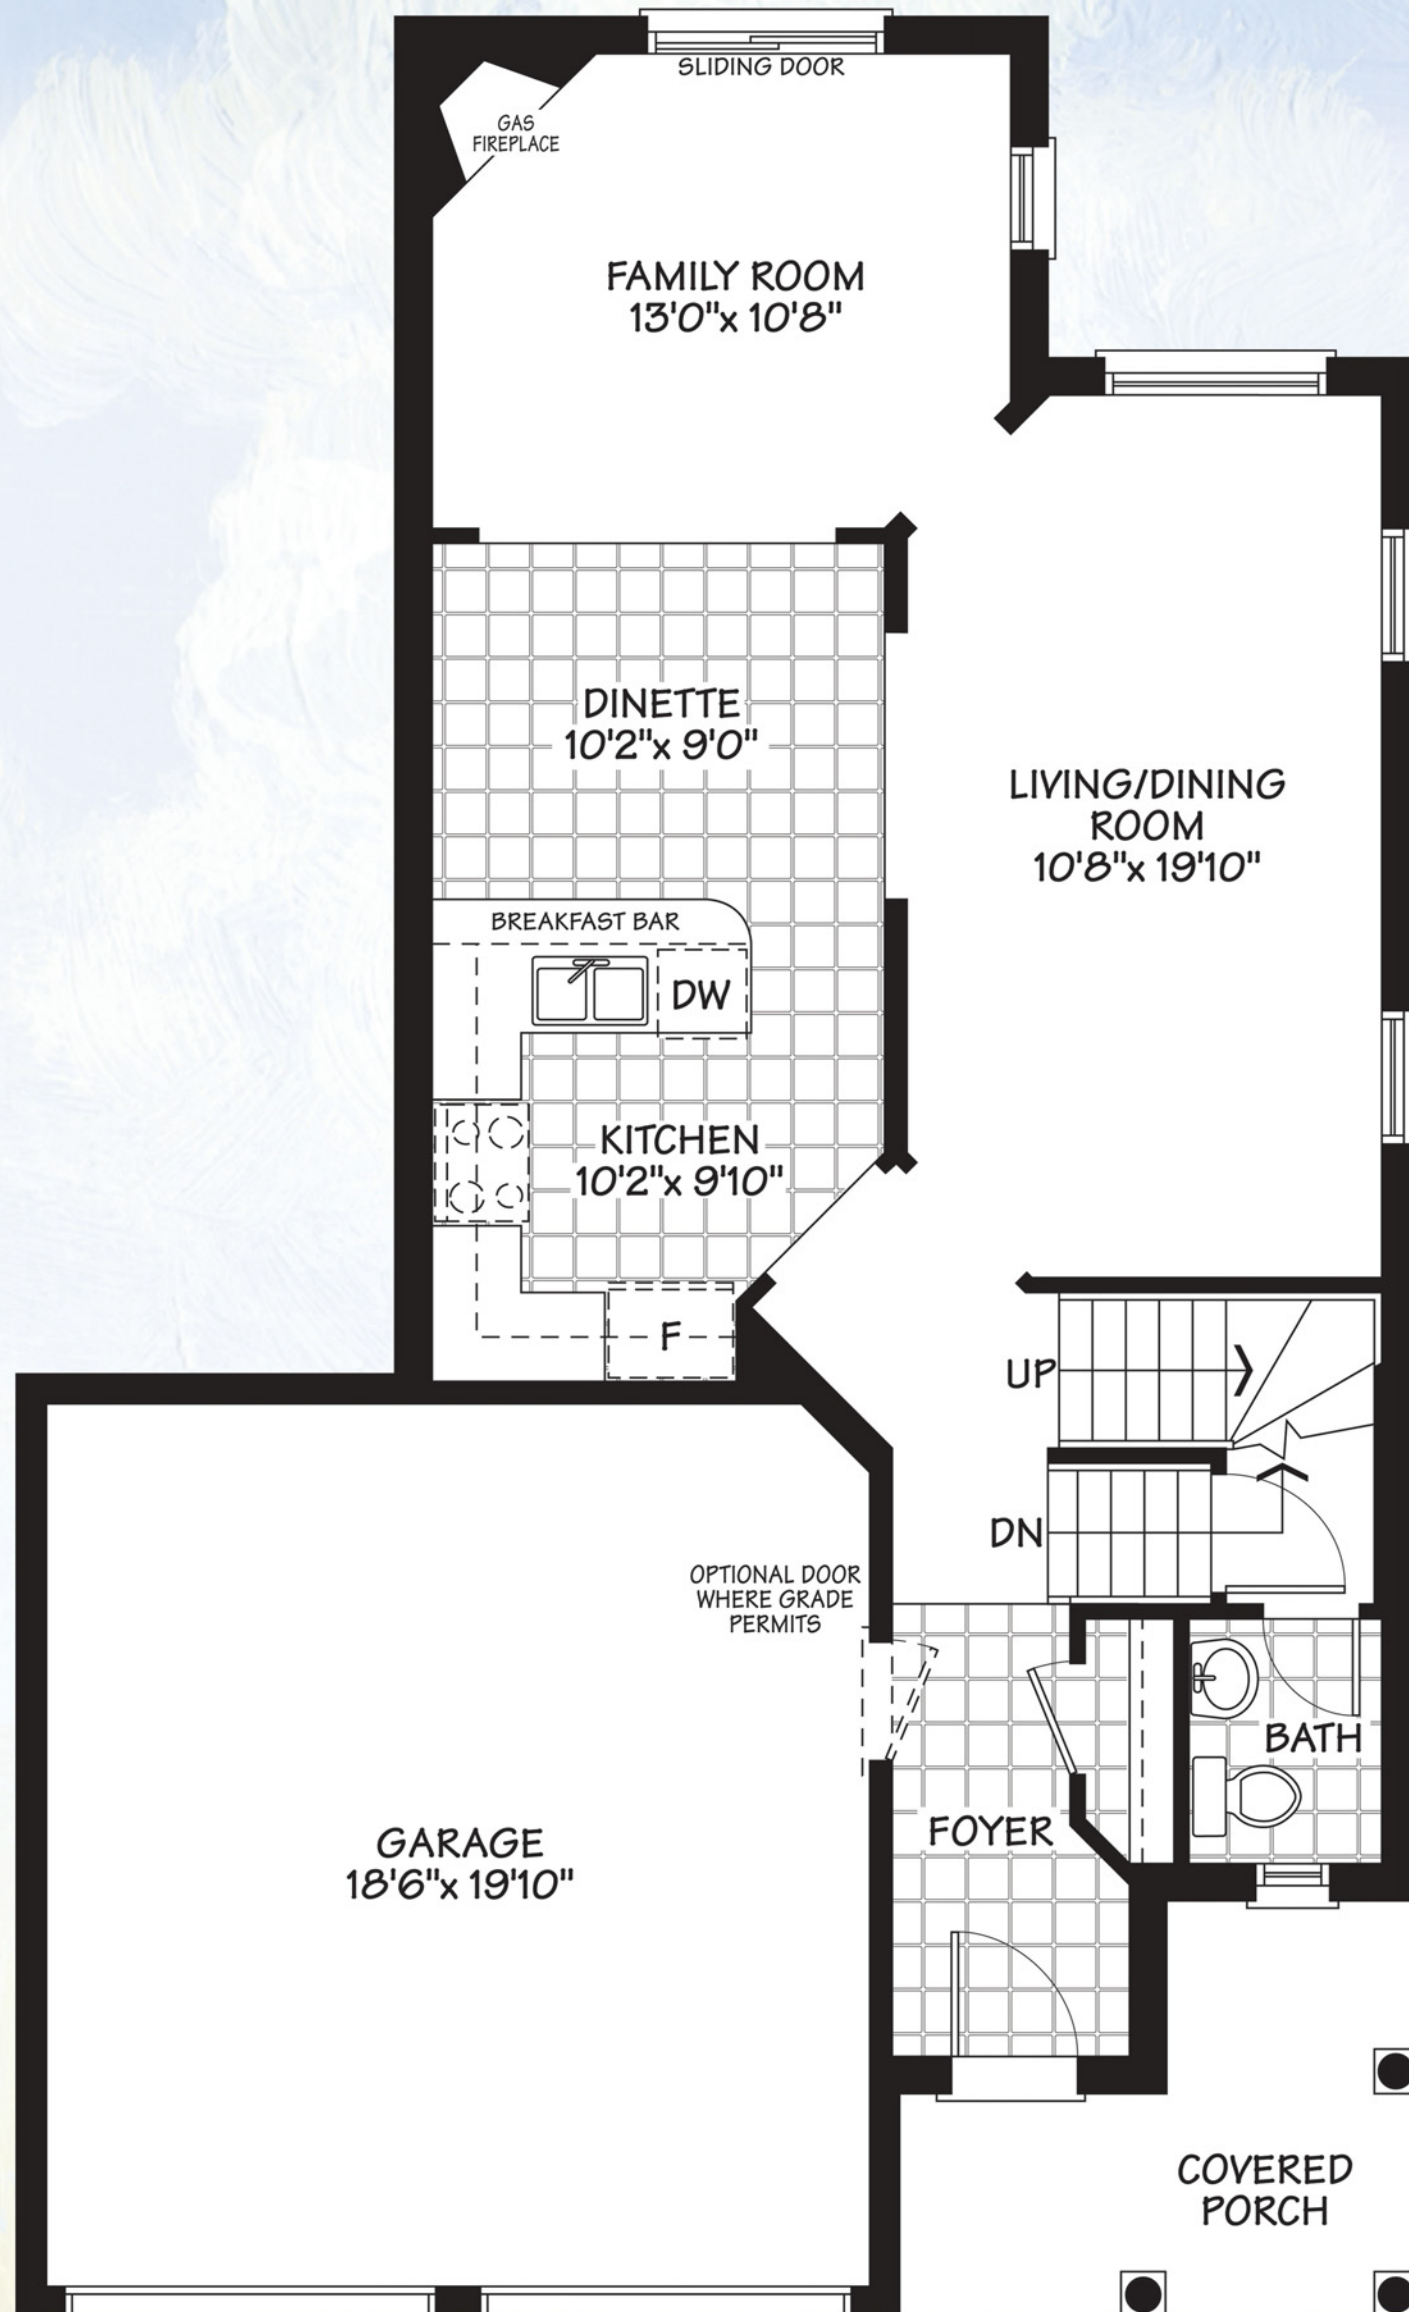 SLIDING DOOR
GAS
FIREPLACE
FAMILY ROOM
13'0"x 10'8"
DINETTE
10'2"x 9'0"
LIVING/DINING
ROOM
10'8"x 19'10"
BREAKFAST BAR
DW
KITCHEN
10'2"x 9'10"
F
UP
DN
OPTIONAL DOOR
WHERE GRADE
PERMITS
BATH
FOYER
GARAGE
18'6"x 19'10"
COVERED
PORCH